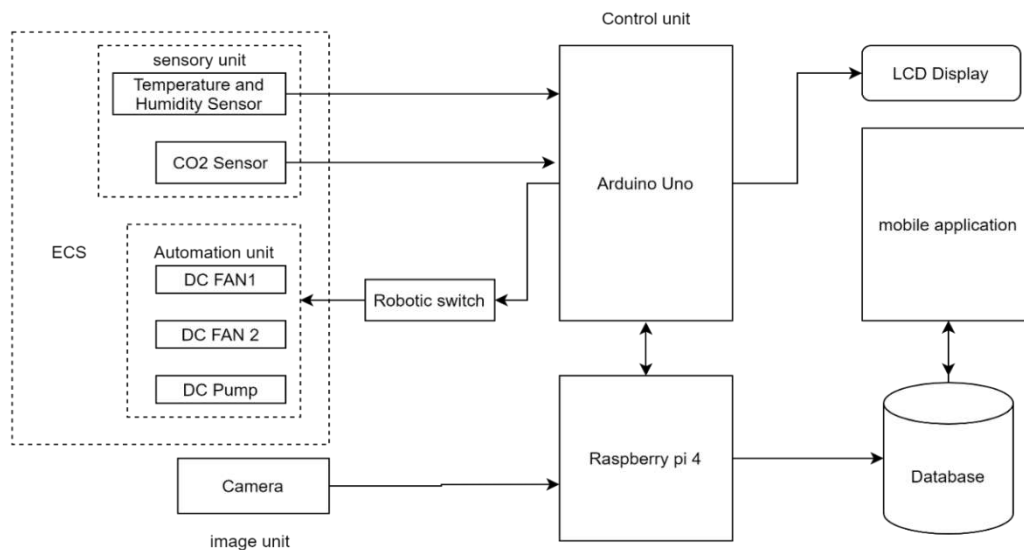 Control unit
sensory unit
Temperature and
Humidity Sensor
CO2 Sensor
ECS
Automation unit
DC FAN1
DC FAN 2
DC Pump
Robotic switch
Arduino Uno
LCD Display
mobile application
Camera
image unit
Raspberry pi 4
Database